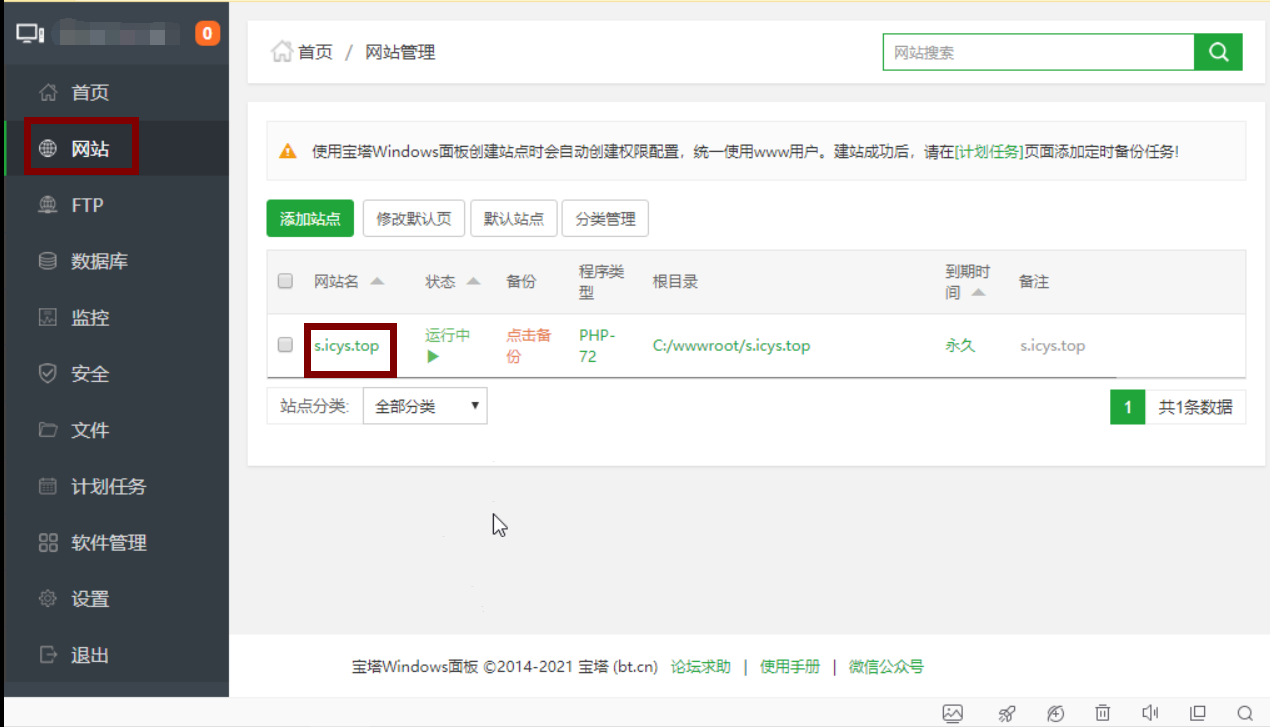 0
首页
网站
FTP
数据库
监控
安全
文件
计划任务
软件管理
设置
退出
首页 / 网站管理
网站搜索
使用宝塔Windows面板创建站点时会自动创建权限配置，统一使用www用户。建站成功后，请在[计划任务]页面添加定时备份任务!
添加站点 修改默认页 默认站点 分类管理
网站名 状态 备份 程序类型 根目录 到期时间 备注
s.icys.top 运行中 点击备份 PHP-72 C:/wwwroot/s.icys.top 永久 s.icys.top
站点分类: 全部分类 1 共1条数据
宝塔Windows面板 ©2014-2021 宝塔 (bt.cn) 论坛求助 | 使用手册 | 微信公众号